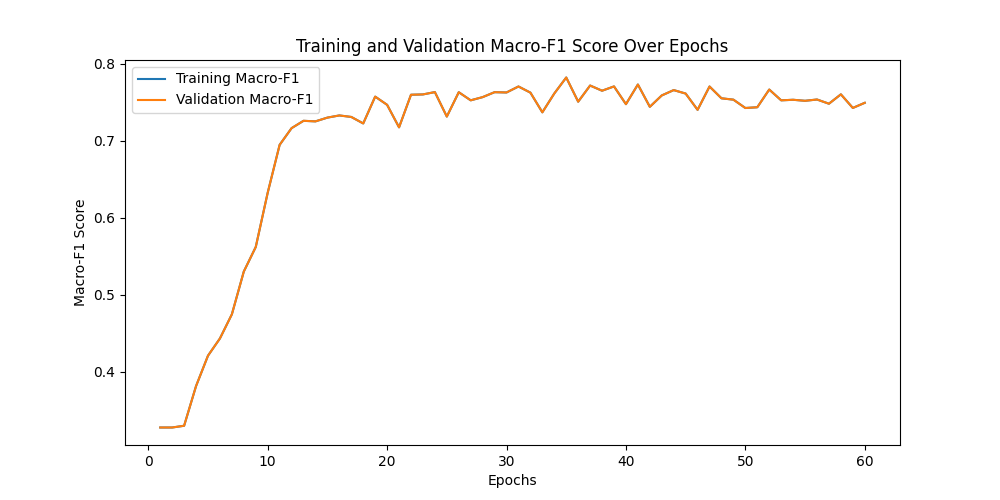 Training and Validation Macro-F1 Score Over Epochs
Training Macro-F1
Validation Macro-F1
Macro-F1 Score
0.8
0.7
0.6
0.5
0.4
0 10 20 30 40 50 60
Epochs